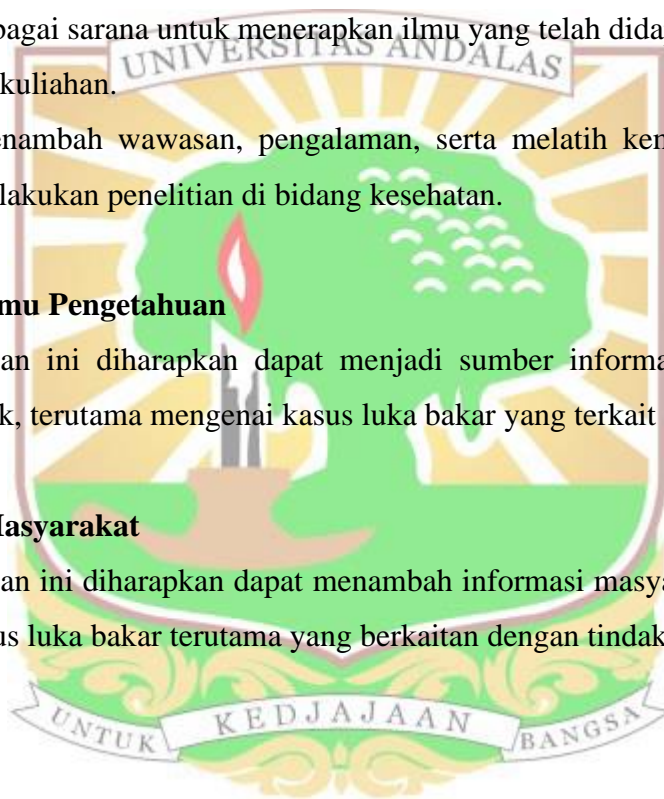 bagai sarana untuk menerapkan ilmu yang telah dida
UNIVERSITAS ANDALAS
kuliahan.
enambah wawasan, pengalaman, serta melatih ken
lakukan penelitian di bidang kesehatan.
mu Pengetahuan
an ini diharapkan dapat menjadi sumber informa
k, terutama mengenai kasus luka bakar yang terkait
Masyarakat
an ini diharapkan dapat menambah informasi masya
us luka bakar terutama yang berkaitan dengan tindak
UNTUK KEDJAJAAN BANGSA